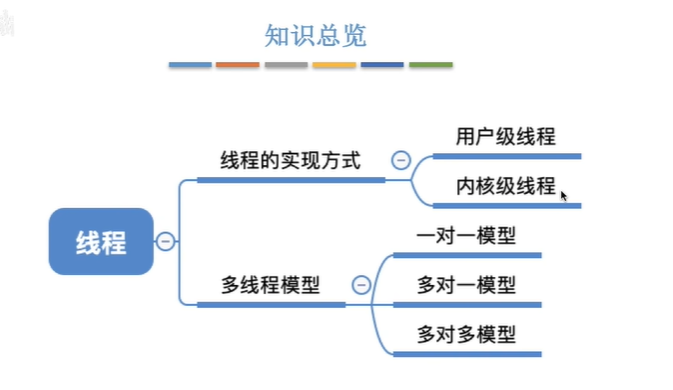 知识总览
线程
线程的实现方式
用户级线程
内核级线程
多线程模型
一对一模型
多对一模型
多对多模型